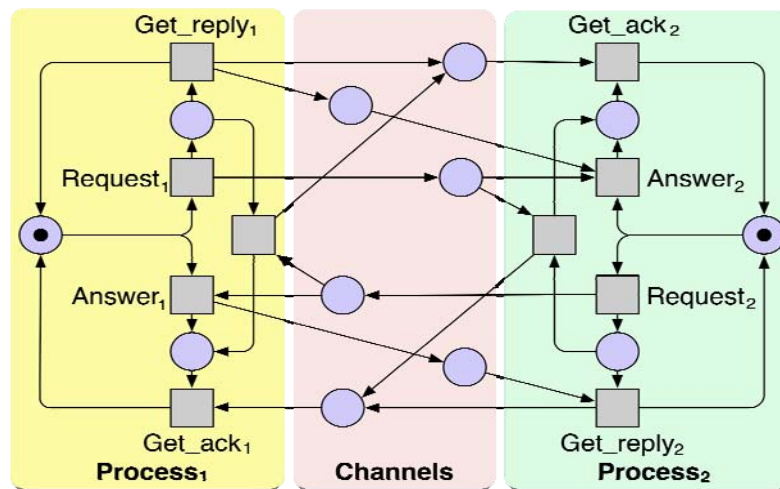 Get_reply₁
Get_ack₂
Request₁
Answer₂
Answer₁
Request₂
Get_ack₁
Get_reply₂
Process₁
Channels
Process₂